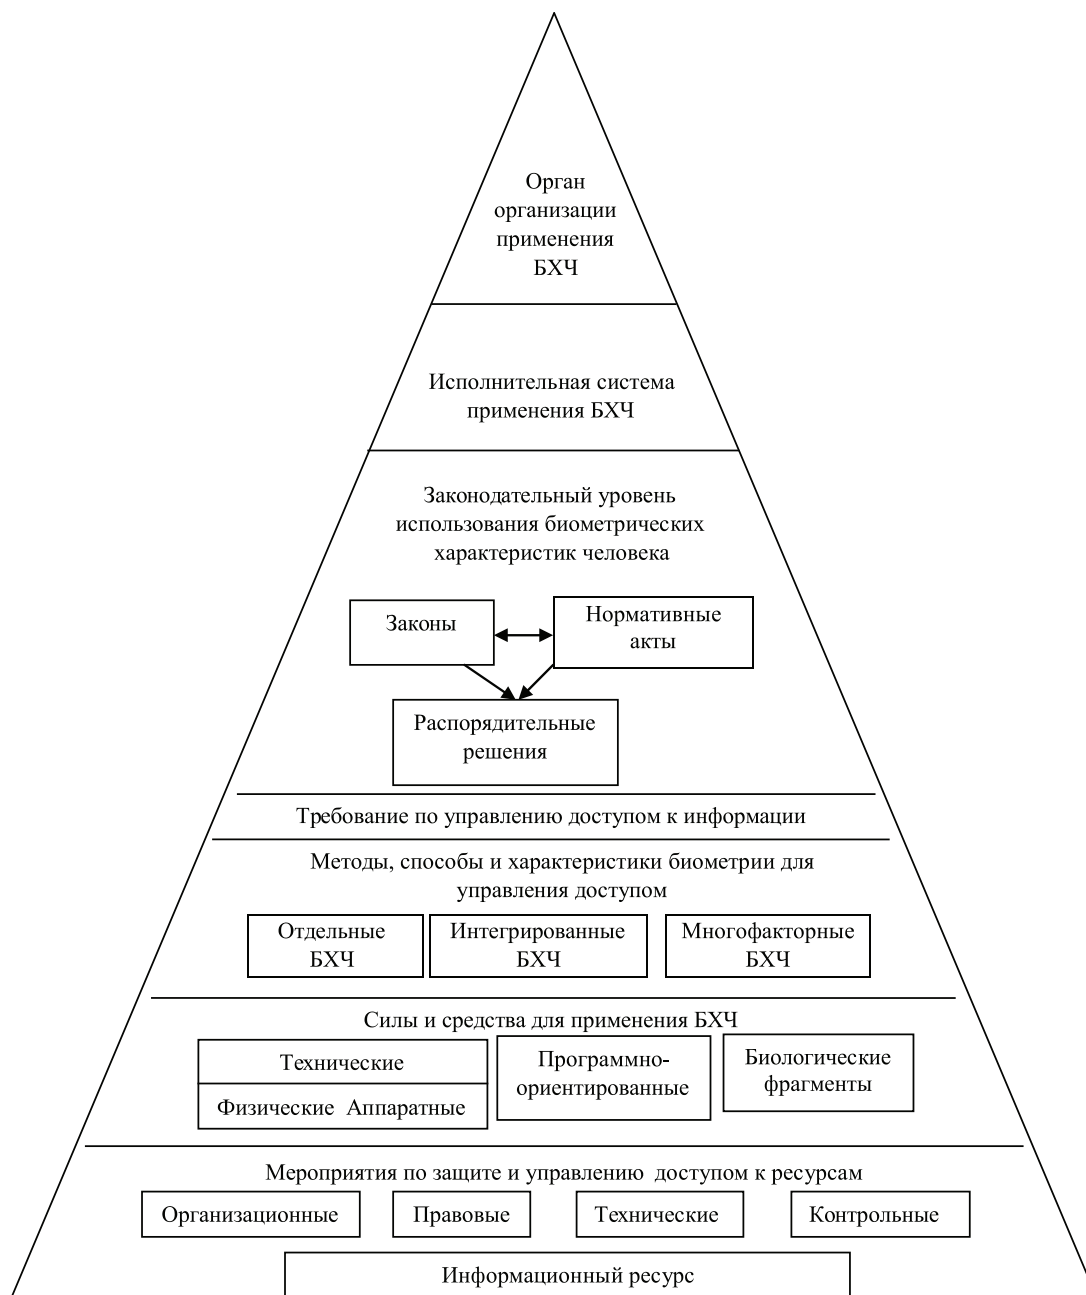 Орган
организации
применения
БХЧ
Исполнительная система
применения БХЧ
Законодательный уровень
использования биометрических
характеристик человека
Законы
Нормативные
акты
Распорядительные
решения
Требование по управлению доступом к информации
Методы, способы и характеристики биометрии для
управления доступом
Отдельные
БХЧ
Интегрированные
БХЧ
Многофакторные
БХЧ
Силы и средства для применения БХЧ
Технические
Физические Аппаратные
Программно-
ориентированные
Биологические
фрагменты
Мероприятия по защите и управлению доступом к ресурсам
Организационные
Правовые
Технические
Контрольные
Информационный ресурс